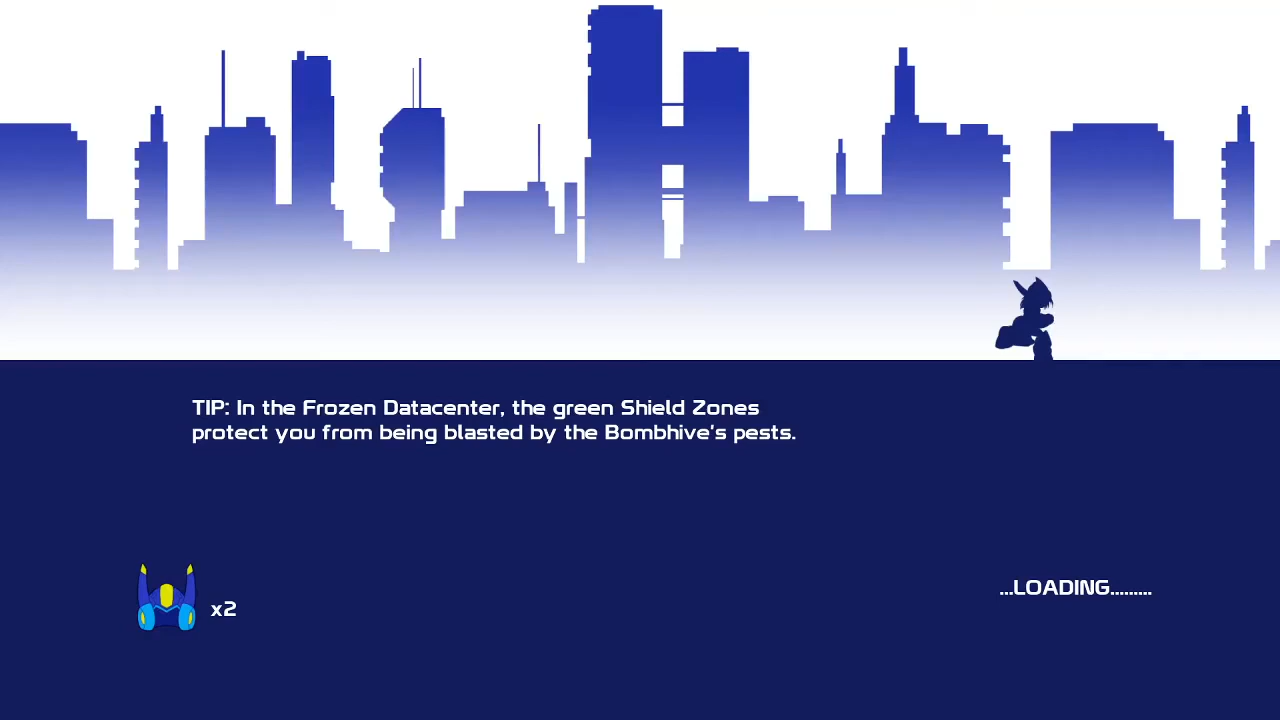 TIP: In the Frozen Datacenter, the green Shield Zones
protect you from being blasted by the Bombhive's pests.
x2
...LOADING.........